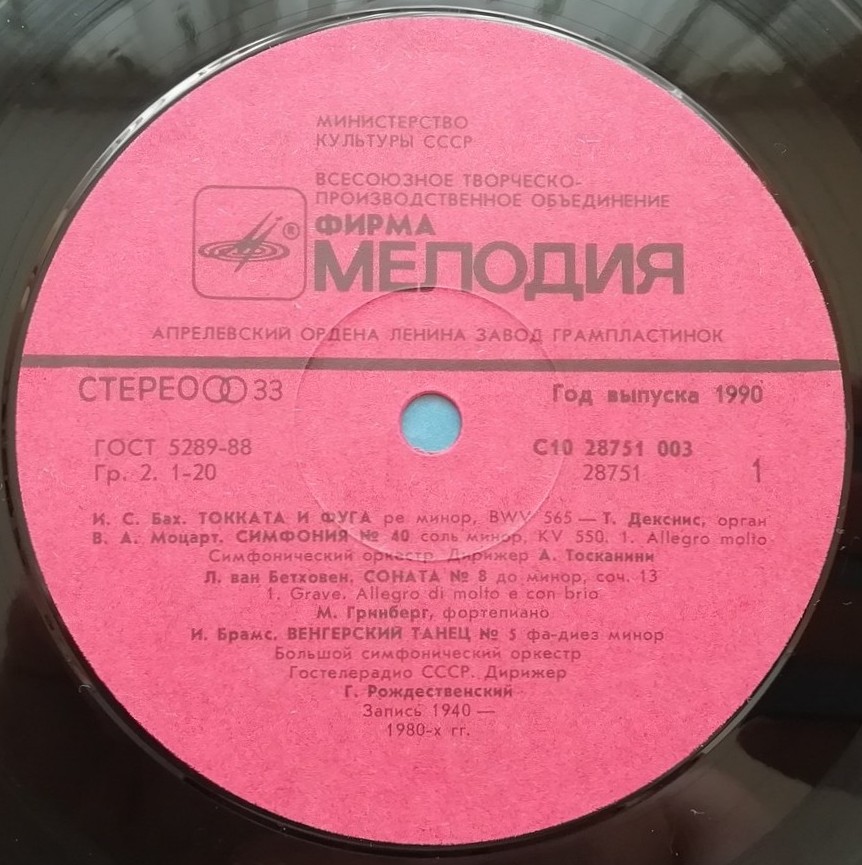 МИНИСТЕРСТВО
КУЛЬТУРЫ СССР
ВСЕСОЮЗНОЕ ТВОРЧЕСКО-
ПРОИЗВОДСТВЕННОЕ ОБЪЕДИНЕНИЕ
®
ФИРМА
МЕЛОДИЯ
АПРЕЛЕВСКИЙ ОРДЕНА ЛЕНИНА ЗАВОД ГРАМПЛАСТИНОК
СТЕРЕО 33 Год выпуска 1990
ГОСТ 5289-88 С10 28751 003
Гр. 2. 1-20 28751 1
И. С. Бах. ТОККАТА И ФУГА ре минор, BWV 565 — Т. Декснис, орган
В. А. Моцарт. СИМФОНИЯ № 40 соль минор, KV 550. 1. Allegro molto
Симфонический оркестр. Дирижер А. Тосканини
Л. ван Бетховен. СОНАТА № 8 до минор, соч. 13
1. Grave. Allegro di molto e con brio
М. Гринберг, фортепиано
И. Брамс. ВЕНГЕРСКИЙ ТАНЕЦ № 5 фа-диез минор
Большой симфонический оркестр
Гостелерадио СССР. Дирижер
Г. Рождественский
Запись 1940 —
1980-х гг.